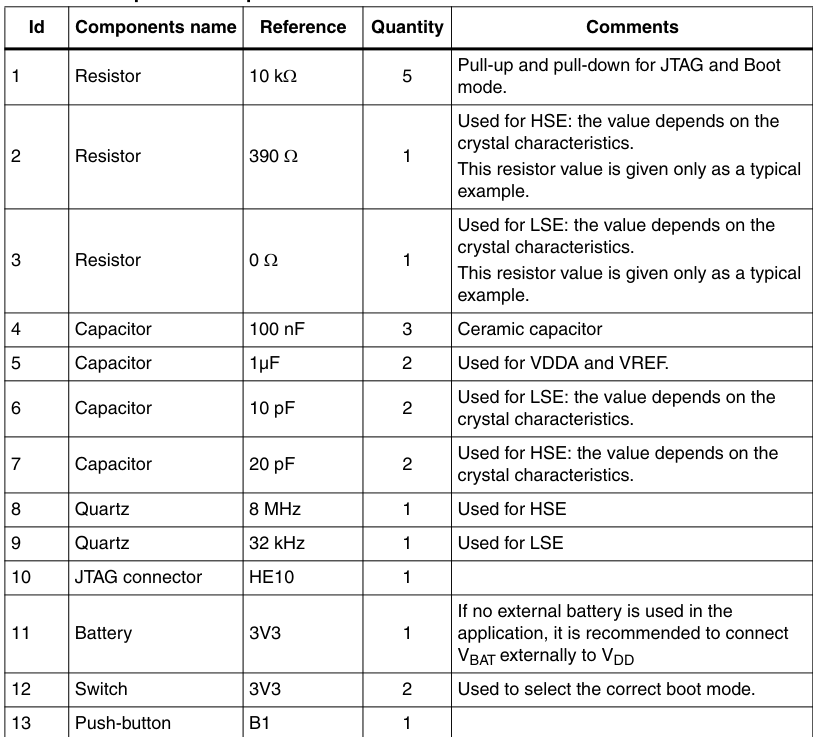 Id Components name Reference Quantity Comments
1 Resistor 10 kΩ 5 Pull-up and pull-down for JTAG and Boot
mode.
2 Resistor 390 Ω 1 Used for HSE: the value depends on the
crystal characteristics.
This resistor value is given only as a typical
example.
3 Resistor 0 Ω 1 Used for LSE: the value depends on the
crystal characteristics.
This resistor value is given only as a typical
example.
4 Capacitor 100 nF 3 Ceramic capacitor
5 Capacitor 1µF 2 Used for VDDA and VREF.
6 Capacitor 10 pF 2 Used for LSE: the value depends on the
crystal characteristics.
7 Capacitor 20 pF 2 Used for HSE: the value depends on the
crystal characteristics.
8 Quartz 8 MHz 1 Used for HSE
9 Quartz 32 kHz 1 Used for LSE
10 JTAG connector HE10 1
11 Battery 3V3 1 If no external battery is used in the
application, it is recommended to connect
VBAT externally to VDD
12 Switch 3V3 2 Used to select the correct boot mode.
13 Push-button B1 1